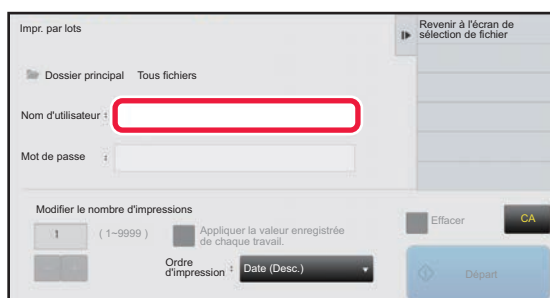 Impr. par lots
Revenir à l'écran de
sélection de fichier
Dossier principal Tous fichiers
Nom d'utilisateur :
Mot de passe :
Modifier le nombre d'impressions
1 ( 1~9999 )
Appliquer la valeur enregistrée
de chaque travail.
Ordre
d'impression : Date (Desc.)
Effacer
CA
Départ